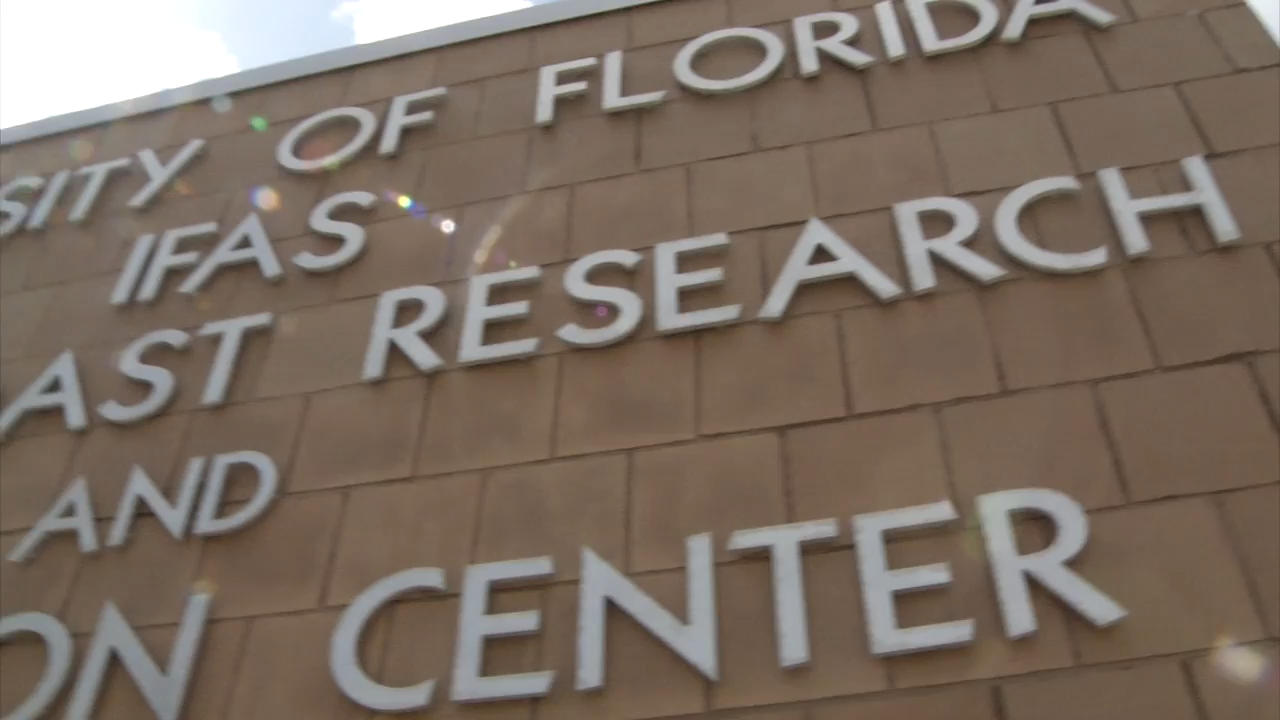 SITY OF FLORIDA
IFAS
AST RESEARCH
AND
ON CENTER